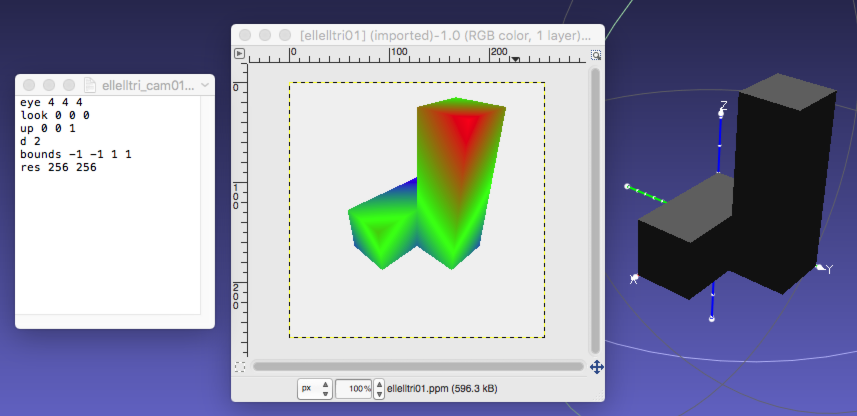 ellelltri_cam01...
eye 4 4 4
look 0 0 0
up 0 0 1
d 2
bounds -1 -1 1 1
res 256 256
[ellelltri01] (imported)-1.0 (RGB color, 1 layer)...
0 100 200
0
100
200
px 100% ellelltri01.ppm (596.3 kB)
Z
X
Y